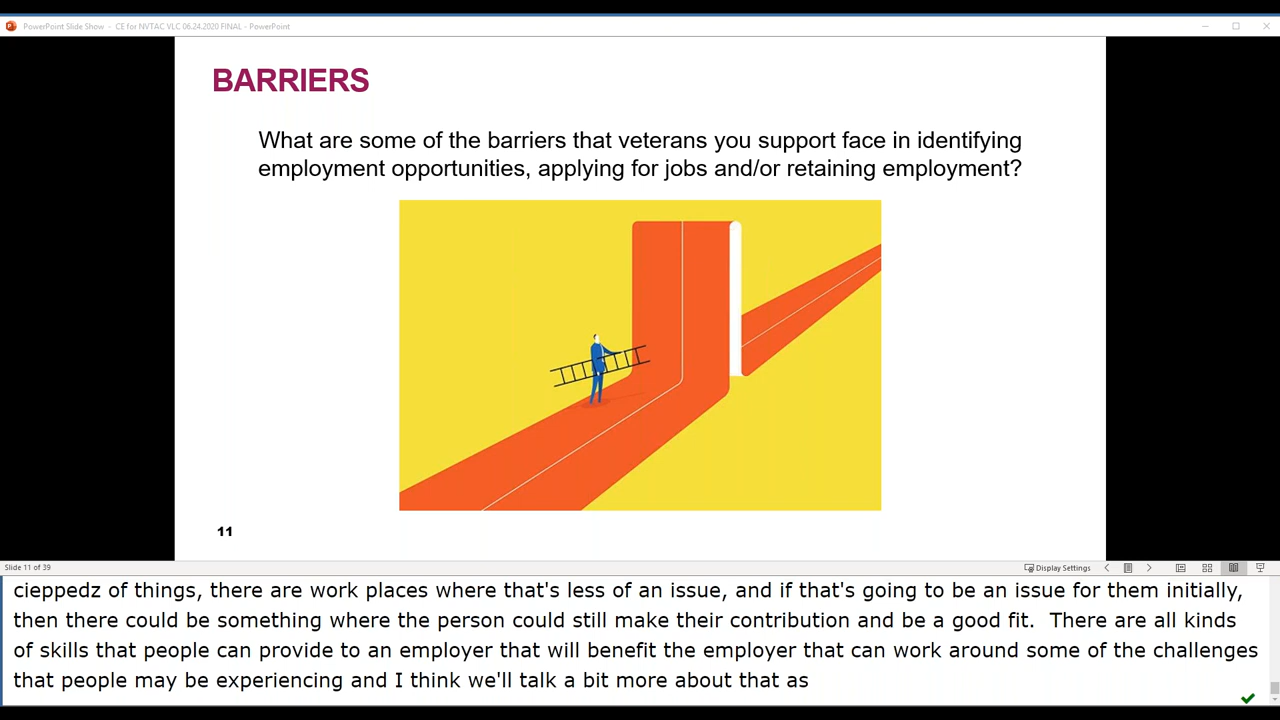 PowerPoint Slide Show - CE for NVTAC VLC 06.24.2020 FINAL - PowerPoint
BARRIERS
What are some of the barriers that veterans you support face in identifying
employment opportunities, applying for jobs and/or retaining employment?
11
Slide 11 of 39
Display Settings
cieppedz of things, there are work places where that's less of an issue, and if that's going to be an issue for them initially,
then there could be something where the person could still make their contribution and be a good fit.  There are all kinds
of skills that people can provide to an employer that will benefit the employer that can work around some of the challenges
that people may be experiencing and I think we'll talk a bit more about that as